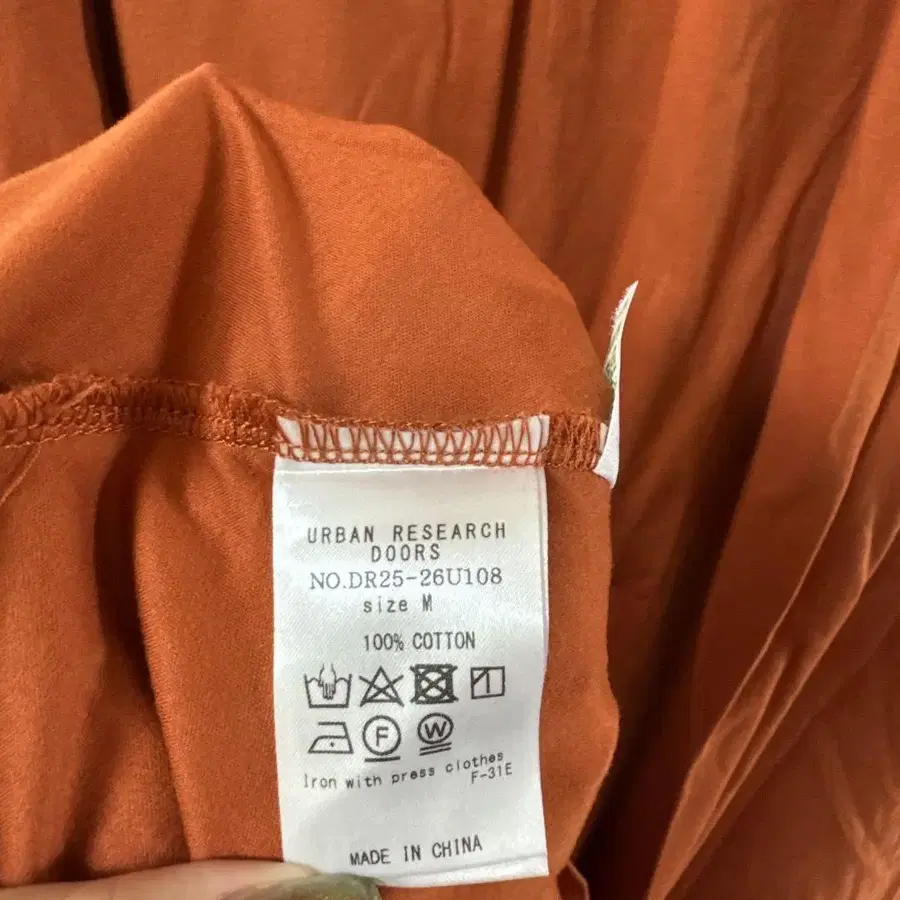 URBAN RESEARCH
DOORS
NO.DR25-26U108
size M
100% COTTON
F W
Iron with press clothes
F-31E
MADE IN CHINA